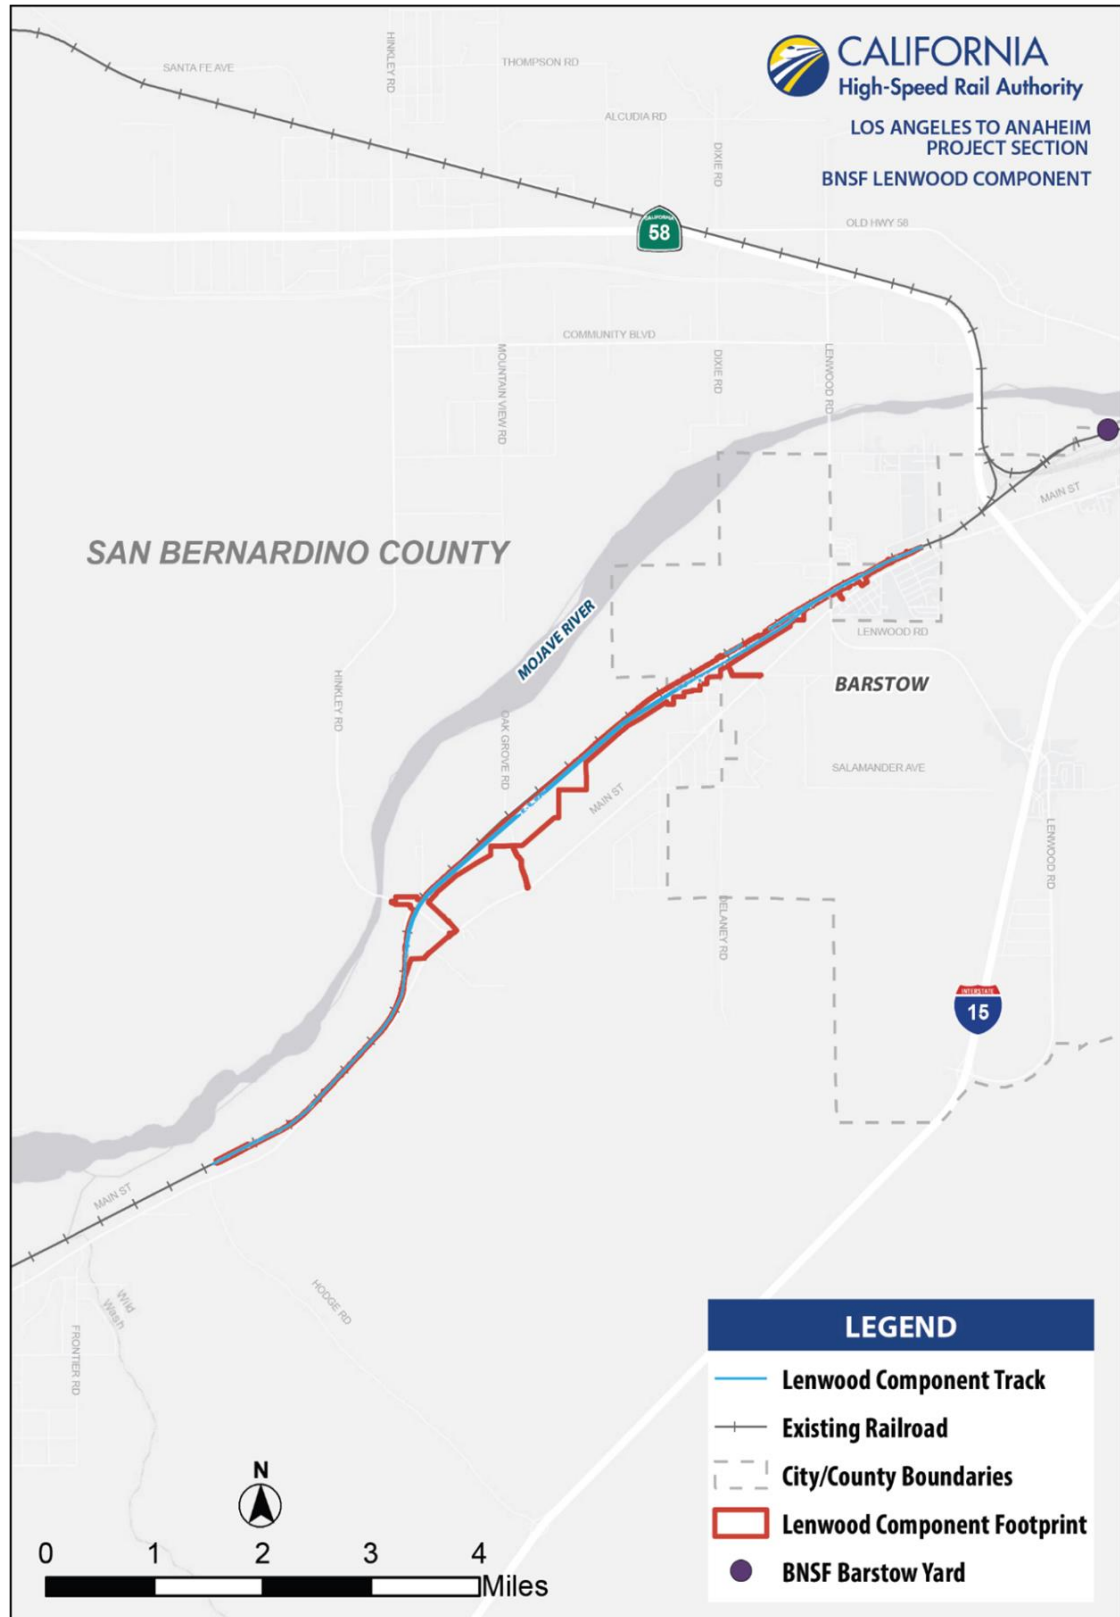 CALIFORNIA
High-Speed Rail Authority
LOS ANGELES TO ANAHEIM
PROJECT SECTION
BNSF LENWOOD COMPONENT
HINKLEY RD
SANTA FE AVE
THOMPSON RD
ALCUDIA RD
DIXIE RD
CALIFORNIA
58
OLD HWY 58
COMMUNITY BLVD
MOUNTAIN VIEW RD
DIXIE RD
LENWOOD RD
MAIN ST
SAN BERNARDINO COUNTY
MOJAVE RIVER
LENWOOD RD
BARSTOW
HINKLEY RD
OAK GROVE RD
MAIN ST
SALAMANDER AVE
LENWOOD RD
DELANEY RD
INTERSTATE
15
MAIN ST
HODGE RD
Wild
Wash
FRONTIER RD
N
0 1 2 3 4
Miles
LEGEND
Lenwood Component Track
Existing Railroad
City/County Boundaries
Lenwood Component Footprint
BNSF Barstow Yard